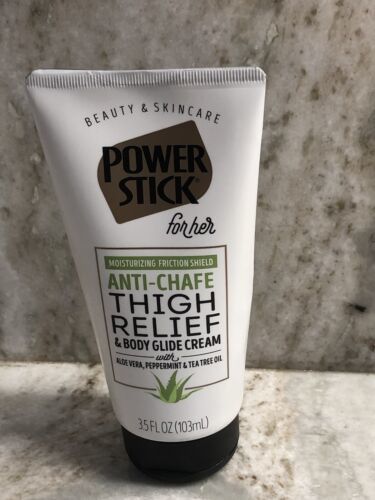 BEAUTY & SKINCARE
POWER
STICK®
for her
MOISTURIZING FRICTION SHIELD
ANTI-CHAFE
THIGH
RELIEF
& BODY GLIDE CREAM
with
ALOE VERA, PEPPERMINT & TEA TREE OIL
3.5 FL OZ (103mL)